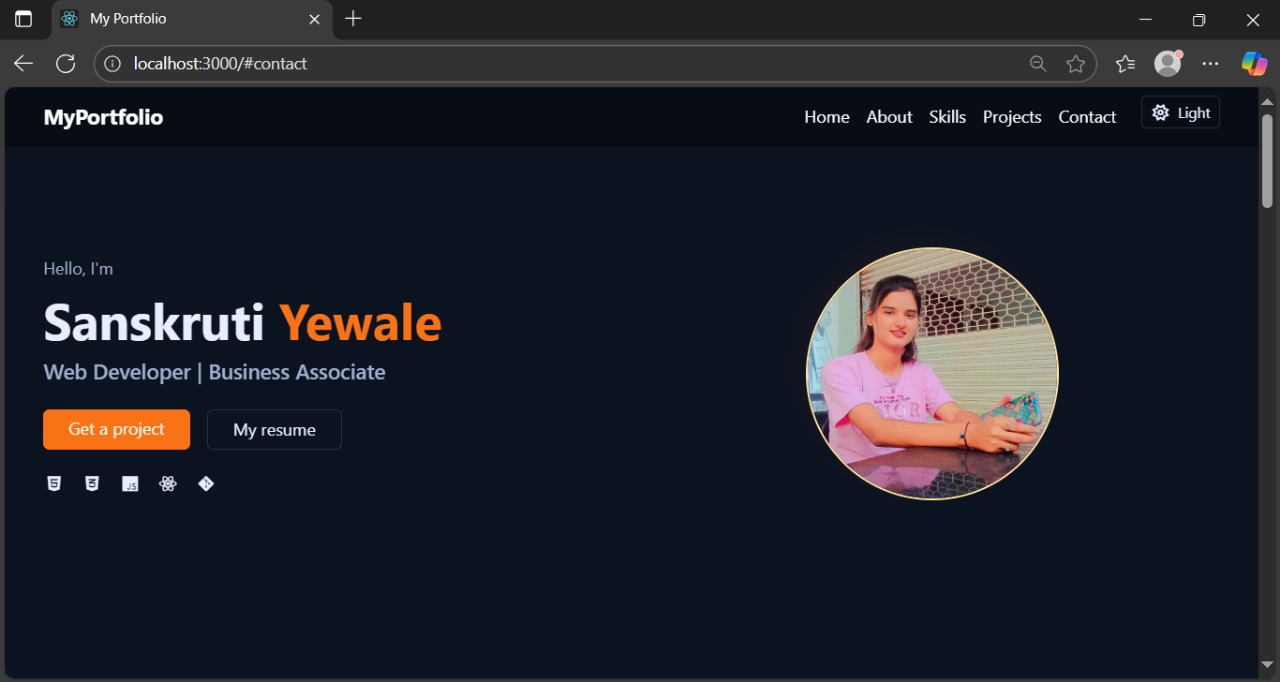 My Portfolio
localhost:3000/#contact
MyPortfolio
Home About Skills Projects Contact Light
Hello, I'm
Sanskruti Yewale
Web Developer | Business Associate
Get a project My resume
JS